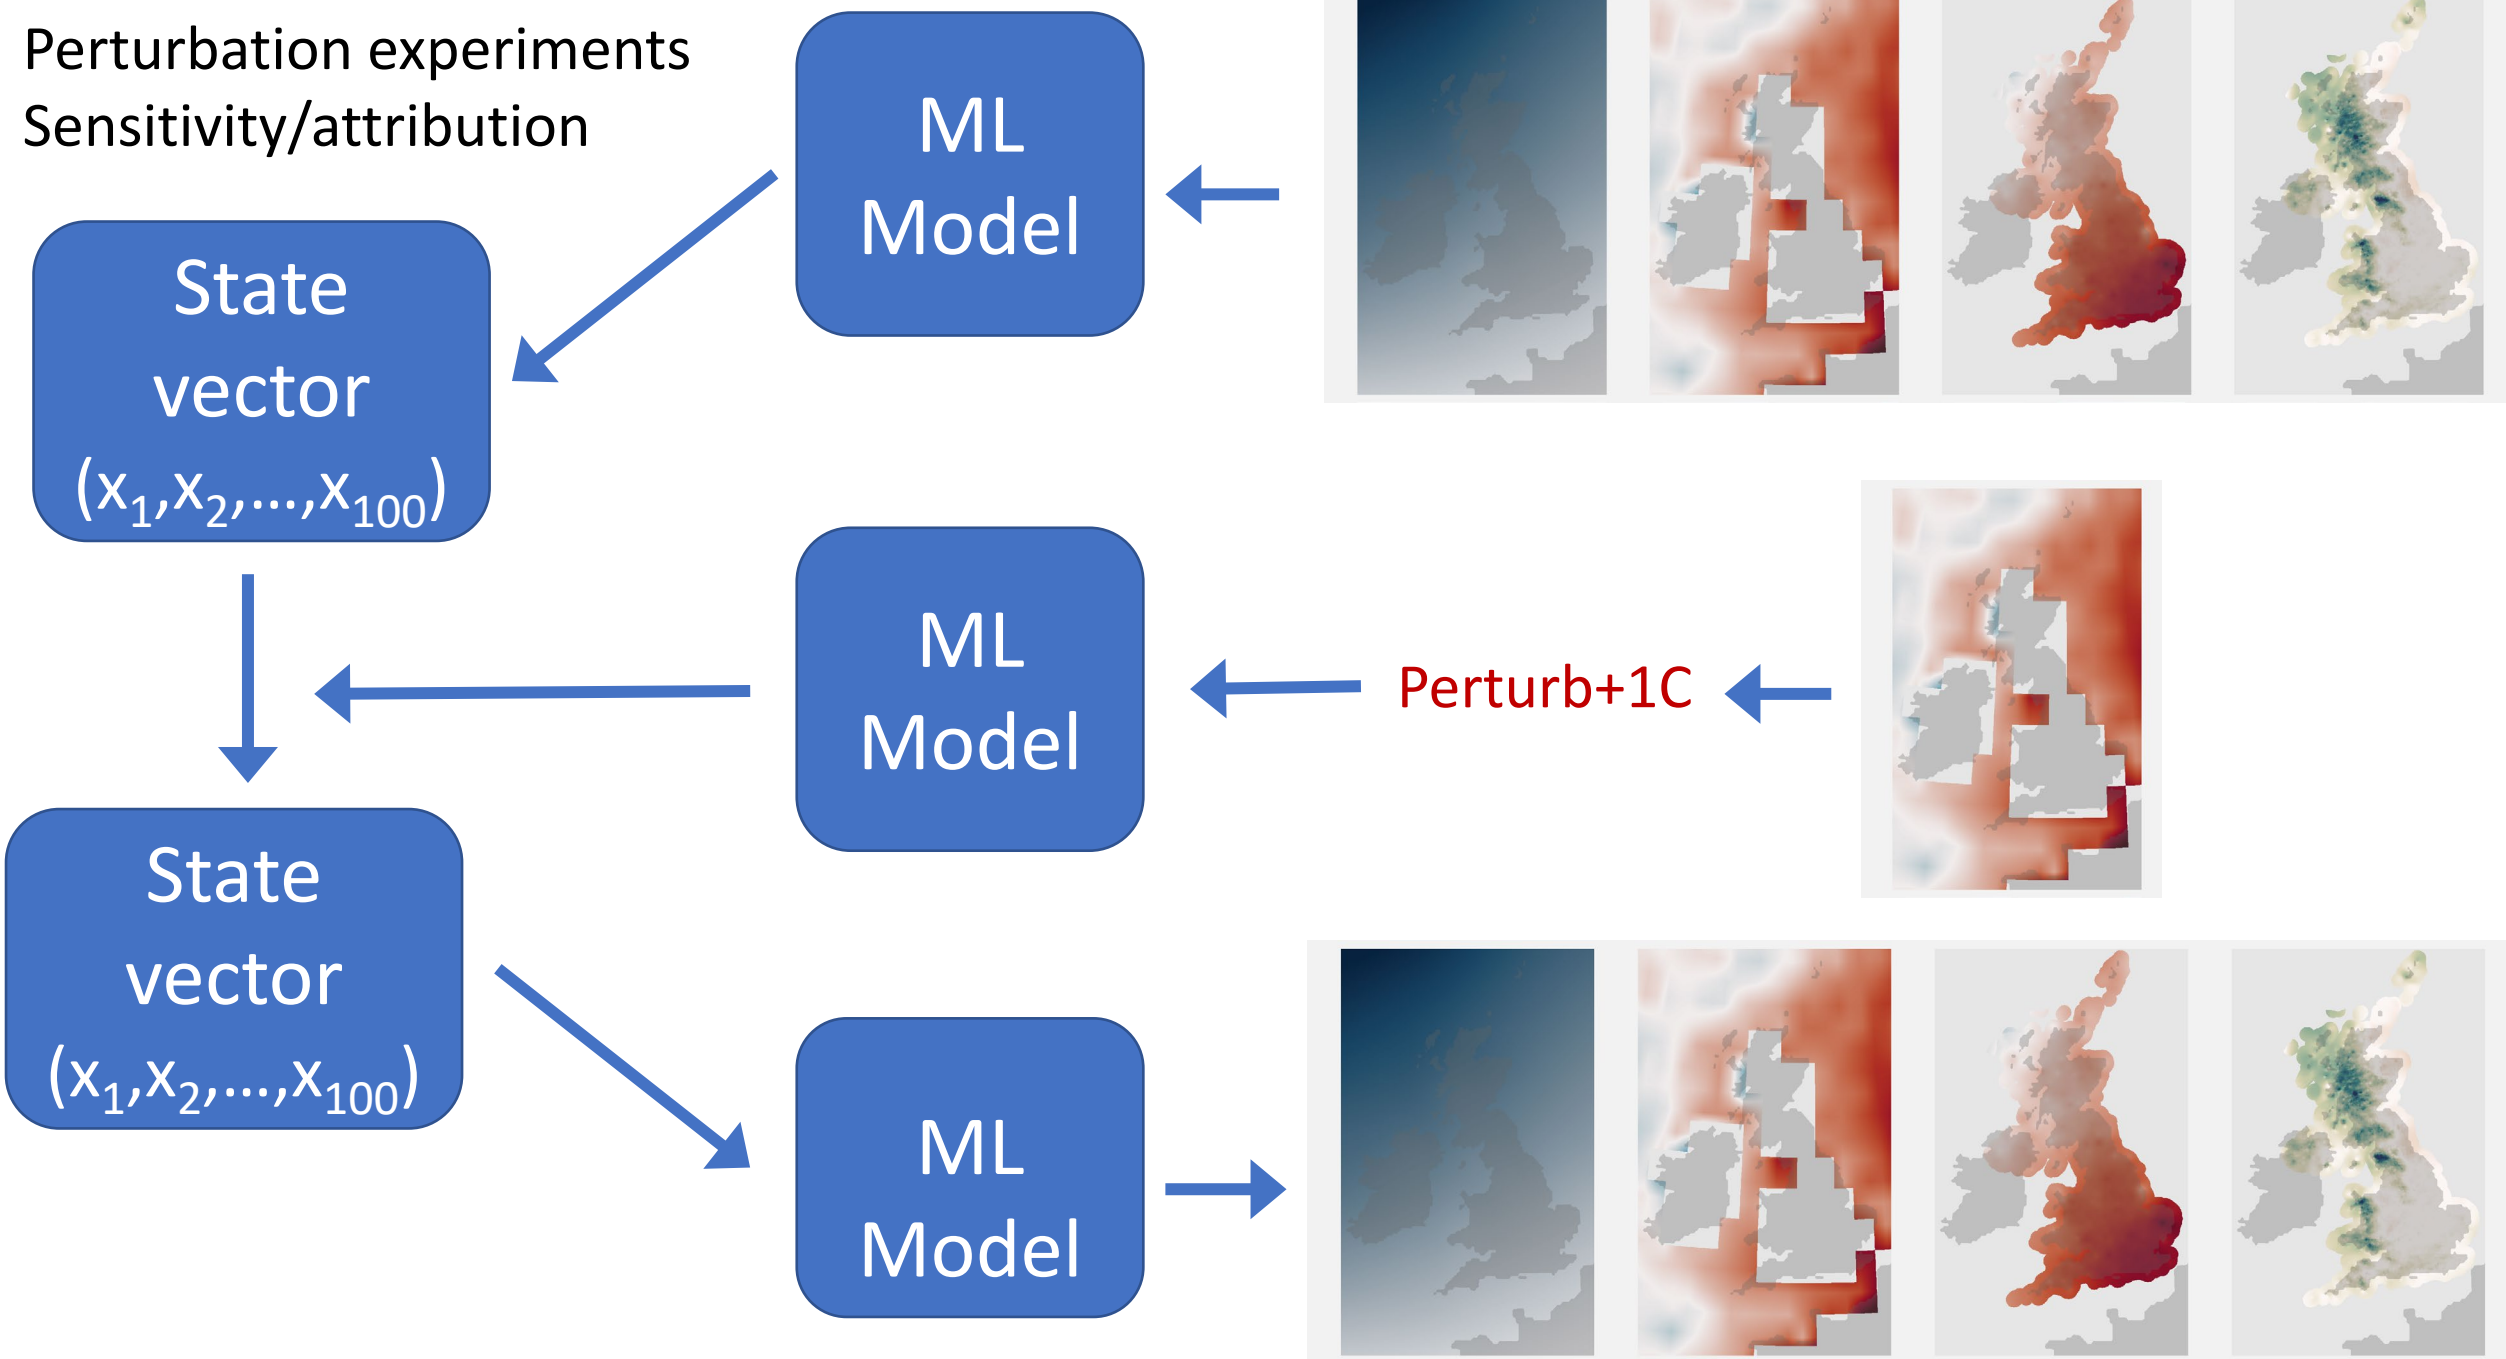 Perturbation experiments
Sensitivity/attribution
ML
Model
State
vector
(x1,x2,...,x100)
ML
Model
Perturb+1C
State
vector
(x1,x2,...,x100)
ML
Model